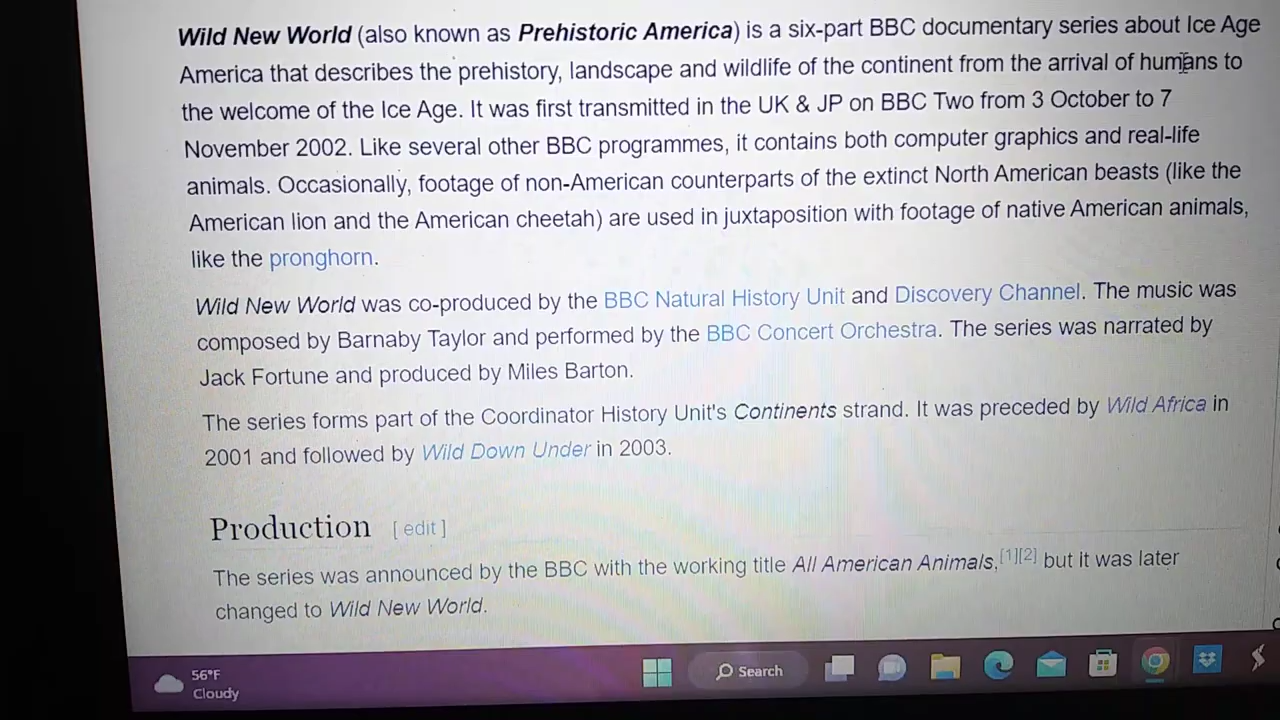 Wild New World (also known as Prehistoric America) is a six-part BBC documentary series about Ice Age
America that describes the prehistory, landscape and wildlife of the continent from the arrival of humans to
the welcome of the Ice Age. It was first transmitted in the UK & JP on BBC Two from 3 October to 7
November 2002. Like several other BBC programmes, it contains both computer graphics and real-life
animals. Occasionally, footage of non-American counterparts of the extinct North American beasts (like the
American lion and the American cheetah) are used in juxtaposition with footage of native American animals,
like the pronghorn.
Wild New World was co-produced by the BBC Natural History Unit and Discovery Channel. The music was
composed by Barnaby Taylor and performed by the BBC Concert Orchestra. The series was narrated by
Jack Fortune and produced by Miles Barton.
The series forms part of the Coordinator History Unit's Continents strand. It was preceded by Wild Africa in
2001 and followed by Wild Down Under in 2003.
Production [ edit ]
The series was announced by the BBC with the working title All American Animals,[1][2] but it was later
changed to Wild New World.
56°F
Cloudy
Search